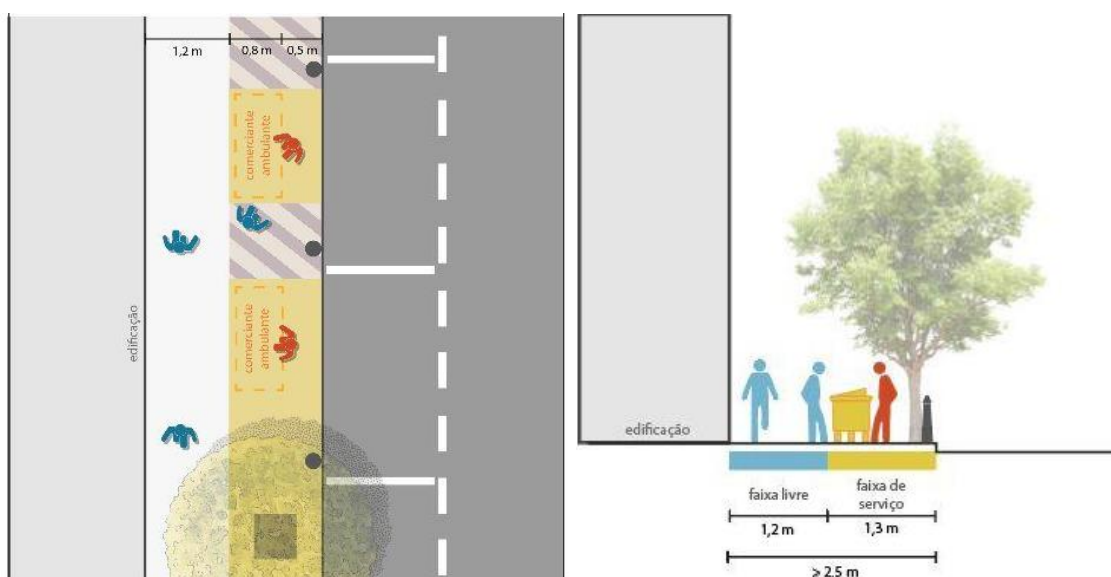 1,2 m
0,8 m
0,5 m
comerciante
ambulante
comerciante
ambulante
edificação
edificação
faixa livre
faixa de
serviço
1,2 m
1,3 m
> 2,5 m